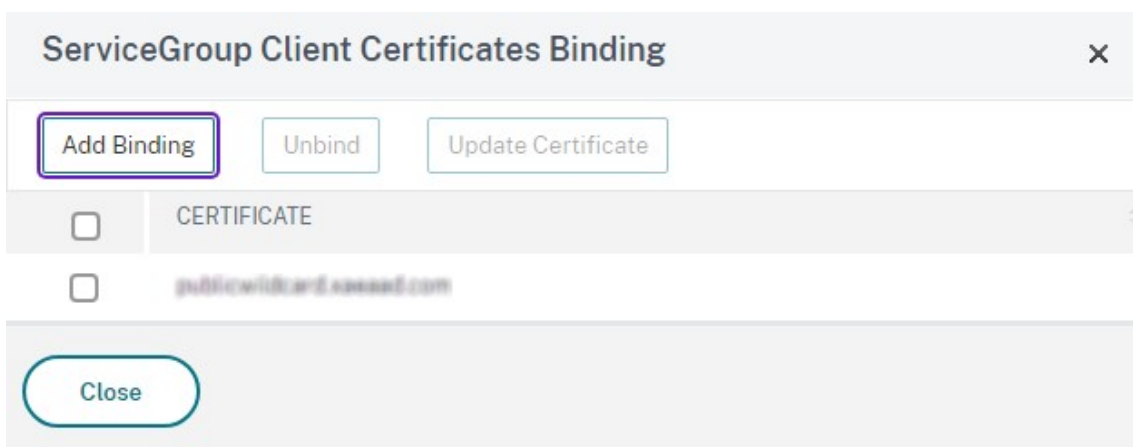 ServiceGroup Client Certificates Binding
Add Binding Unbind Update Certificate
CERTIFICATE
Close